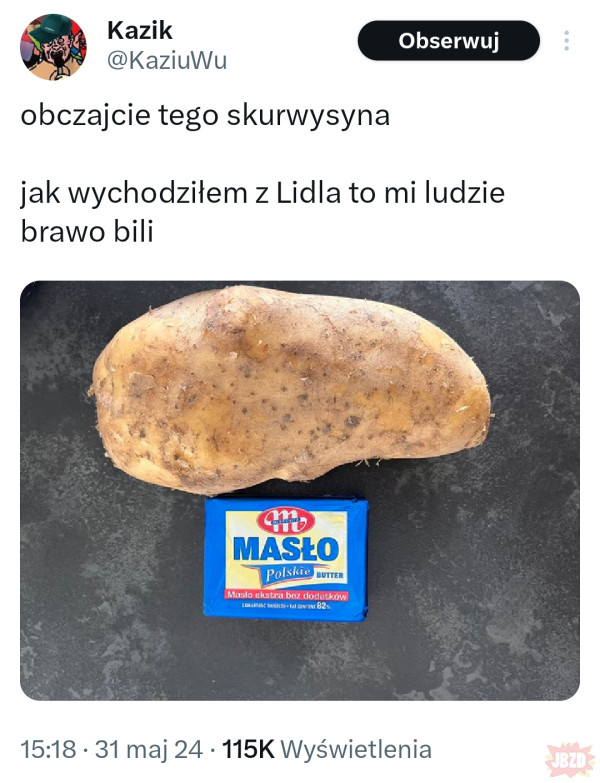 Kazik
@KaziuWu
Obserwuj
obczajcie tego skurwysyna
jak wychodziłem z Lidla to mi ludzie
brawo bili
m
MASŁO
Polskie BUTTER
Masło ekstra bez dodatków
82%
15:18 · 31 maj 24 · 115K Wyświetlenia
JBZD